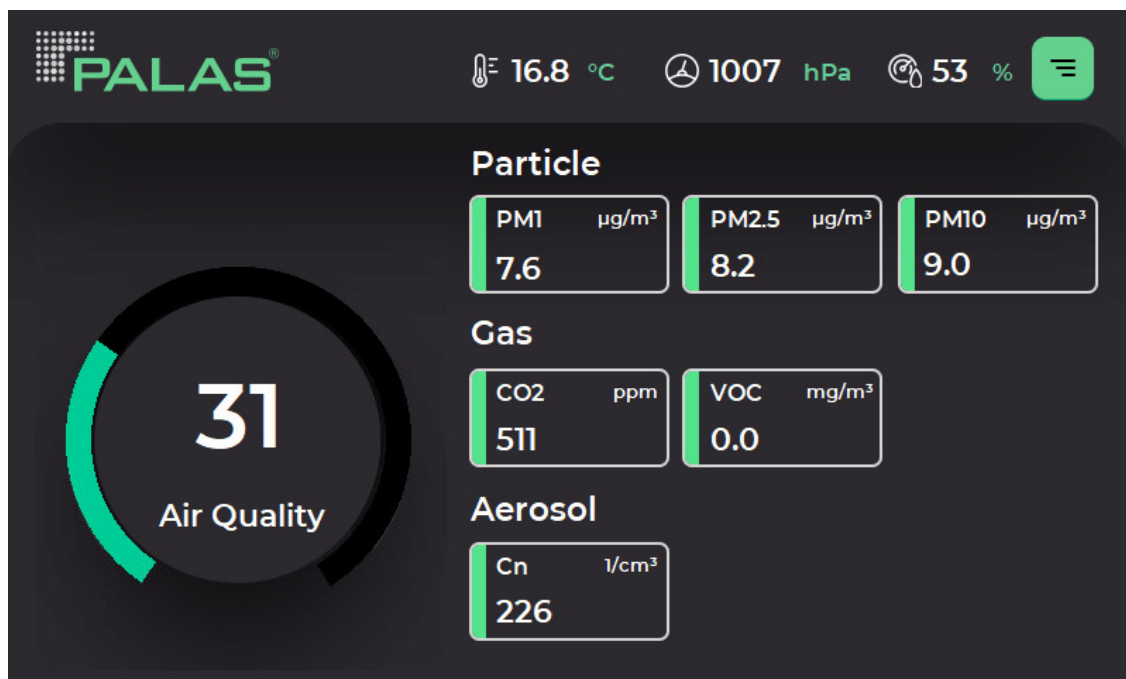 PALAS®
16.8 °C 1007 hPa 53 %
Particle
PM1 µg/m³
7.6
PM2.5 µg/m³
8.2
PM10 µg/m³
9.0
Gas
CO2 ppm
511
VOC mg/m³
0.0
Aerosol
Cn 1/cm³
226
31
Air Quality